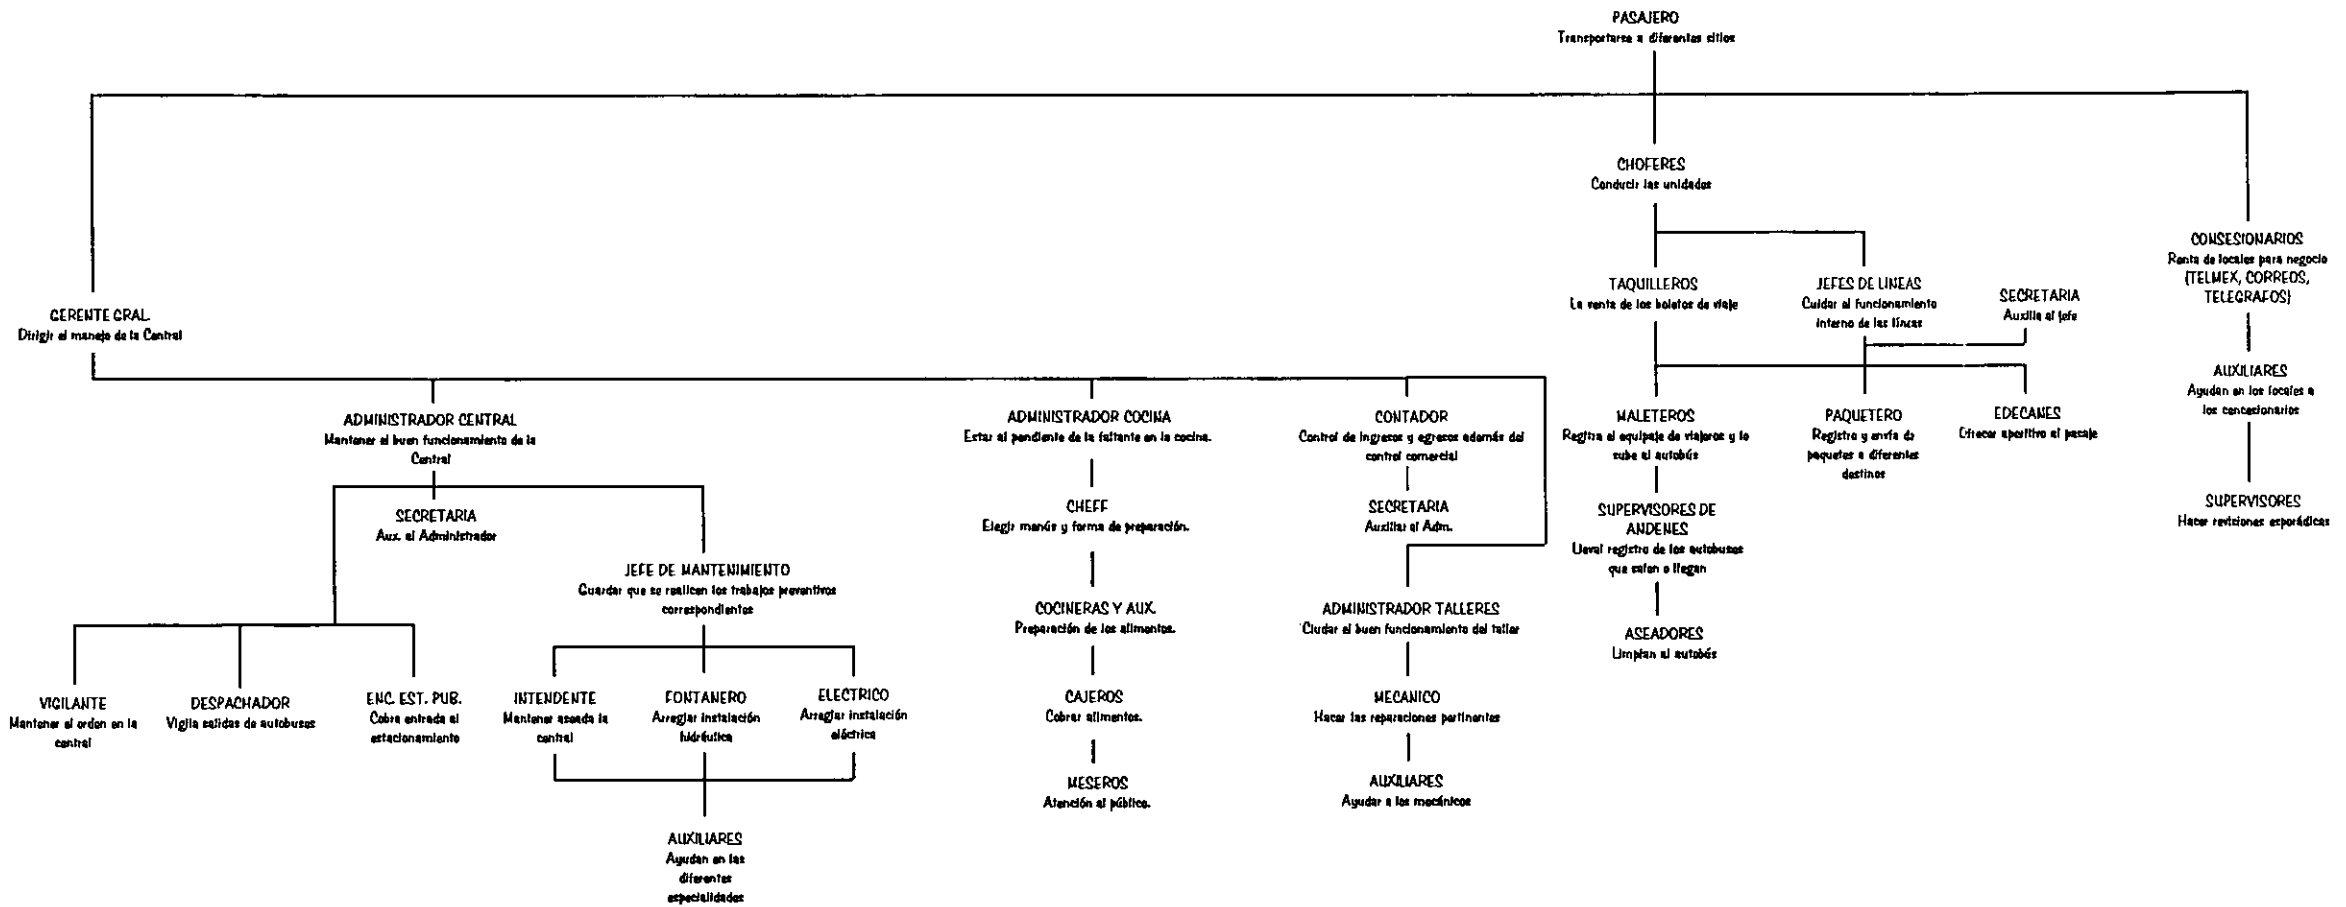 PASAJERO
Transportarse a diferentes sitios
CHOFERES
Conducir las unidades
CONSESIONARIOS
Renta de locales para negocio
(TELMEX, CORREOS,
TELEGRAFOS)
TAQUILLEROS
La venta de los boletos de viaje
JEFES DE LINEAS
Cuidar el funcionamiento
interno de las líneas
SECRETARIA
Auxilia al jefe
GERENTE GRAL.
Dirigir el manejo de la Central
AUXILIARES
Ayudan en los locales a
los concesionarios
ADMINISTRADOR CENTRAL
Mantener el buen funcionamiento de la
Central
ADMINISTRADOR COCINA
Estar al pendiente de la faltante en la cocina.
CONTADOR
Control de ingresos y egresos además del
control comercial
MALETEROS
Registra el equipaje de viajeros y lo
sube al autobús
PAQUETERO
Registro y envía de
paquetes a diferentes
destinos
EDECANES
Ofrecer aperitivo al pasaje
SECRETARIA
Aux. al Administrador
CHEFF
Elegir menús y forma de preparación.
SECRETARIA
Auxiliar al Adm.
SUPERVISORES DE
ANDENES
Llevar registro de los autobuses
que salen o llegan
SUPERVISORES
Hacer revisiones esporádicas
JEFE DE MANTENIMIENTO
Guardar que se realicen los trabajos preventivos
correspondientes
COCINERAS Y AUX.
Preparación de los alimentos.
ADMINISTRADOR TALLERES
Ciudar el buen funcionamiento del taller
ASEADORES
Limpian al autobús
VIGILANTE
Mantener el orden en la
central
DESPACHADOR
Vigila salidas de autobuses
ENC. EST. PUB.
Cobra entrada al
estacionamiento
INTENDENTE
Mantener aseada la
central
FONTANERO
Arreglar instalación
hidráulica
ELECTRICO
Arreglar instalación
eléctrica
CAJEROS
Cobrar alimentos.
MECANICO
Hacer las reparaciones pertinentes
MESEROS
Atención al público.
AUXILIARES
Ayudar a los mecánicos
AUXILIARES
Ayudan en las
diferentes
especialidades